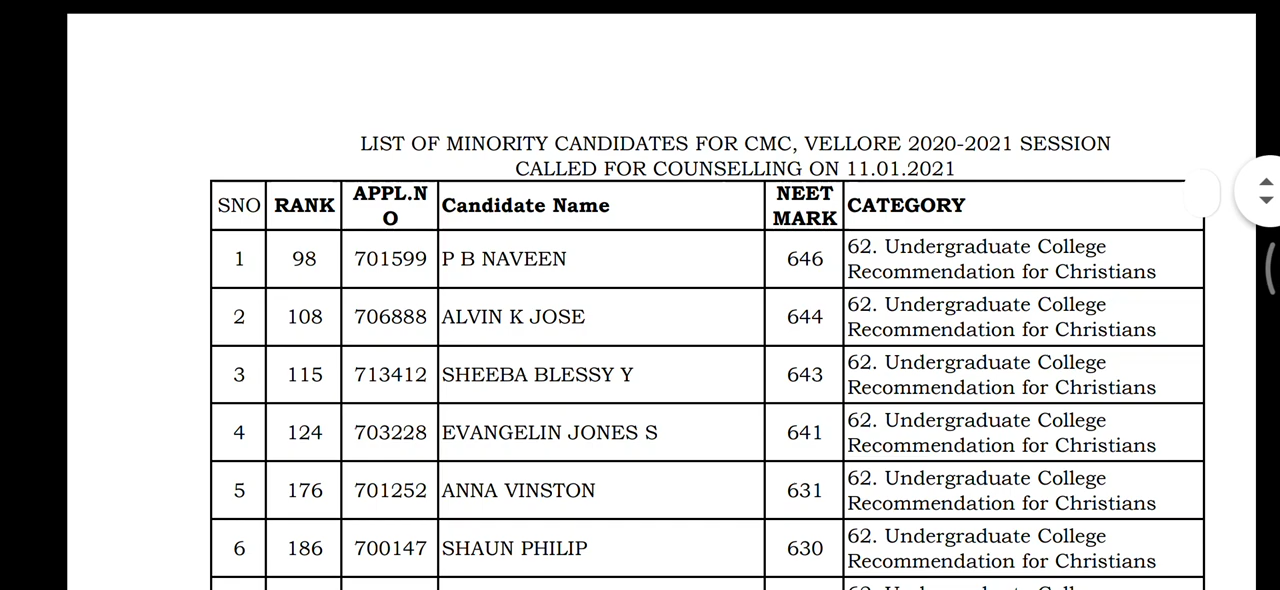 LIST OF MINORITY CANDIDATES FOR CMC, VELLORE 2020-2021 SESSION
CALLED FOR COUNSELLING ON 11.01.2021
SNO RANK APPL.N O Candidate Name NEET MARK CATEGORY
1 98 701599 P B NAVEEN 646 62. Undergraduate College
Recommendation for Christians
2 108 706888 ALVIN K JOSE 644 62. Undergraduate College
Recommendation for Christians
3 115 713412 SHEEBA BLESSY Y 643 62. Undergraduate College
Recommendation for Christians
4 124 703228 EVANGELIN JONES S 641 62. Undergraduate College
Recommendation for Christians
5 176 701252 ANNA VINSTON 631 62. Undergraduate College
Recommendation for Christians
6 186 700147 SHAUN PHILIP 630 62. Undergraduate College
Recommendation for Christians